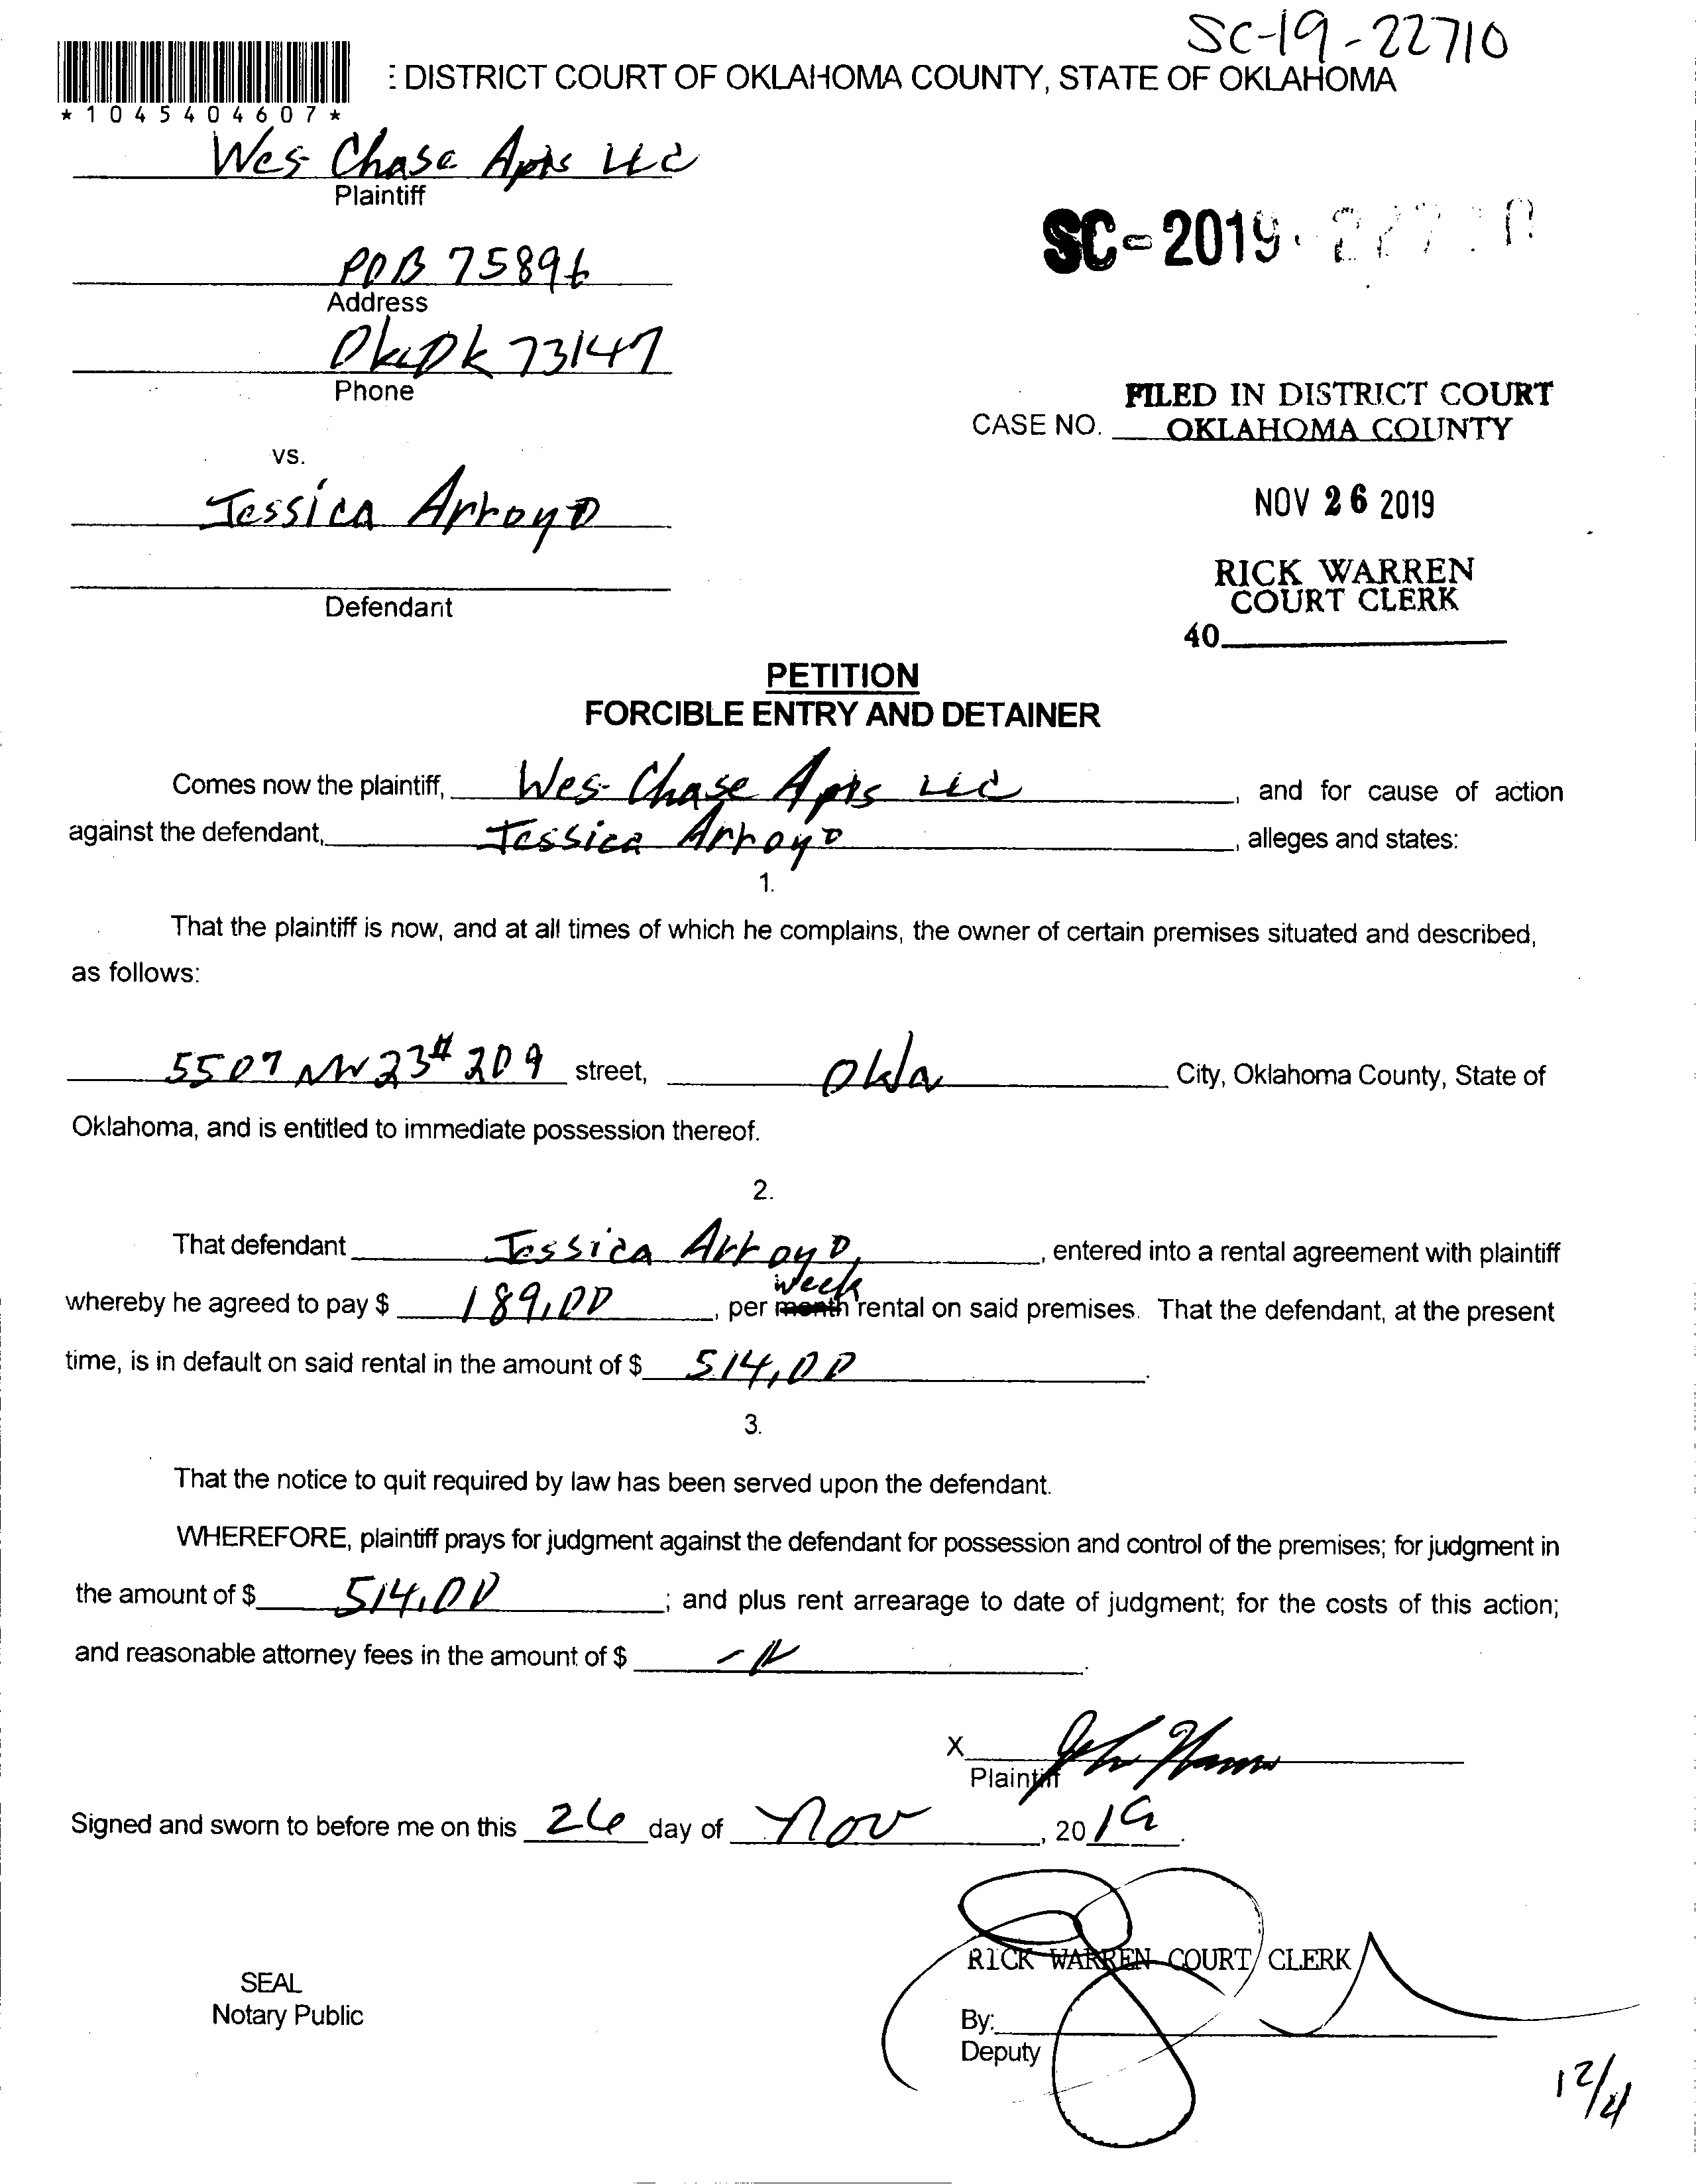 SC-19-22710
: DISTRICT COURT OF OKLAHOMA COUNTY, STATE OF OKLAHOMA
*1045404607*
Wes-Chase Apts LLC
Plaintiff
SC-2019-
POB 75896
Address
Okc Ok 73147
Phone
FILED IN DISTRICT COURT
CASE NO. OKLAHOMA COUNTY
vs.
Jessica Arroyo
NOV 26 2019
RICK WARREN
COURT CLERK
Defendant
40
PETITION
FORCIBLE ENTRY AND DETAINER
Comes now the plaintiff, Wes-Chase Apts LLC, and for cause of action
against the defendant, Jessica Arroyo, alleges and states:
1.
That the plaintiff is now, and at all times of which he complains, the owner of certain premises situated and described,
as follows:
5507 NW 23 # 209 street, Okla City, Oklahoma County, State of
Oklahoma, and is entitled to immediate possession thereof.
2.
That defendant Jessica Arroyo, entered into a rental agreement with plaintiff
week
whereby he agreed to pay $ 189.00, per month rental on said premises. That the defendant, at the present
time, is in default on said rental in the amount of $ 514.00.
3.
That the notice to quit required by law has been served upon the defendant.
WHEREFORE, plaintiff prays for judgment against the defendant for possession and control of the premises; for judgment in
the amount of $ 514.00; and plus rent arrearage to date of judgment; for the costs of this action;
and reasonable attorney fees in the amount of $
X
Plaintiff
Signed and sworn to before me on this 26 day of Nov, 2019.
RICK WARREN COURT CLERK
SEAL
Notary Public
By:
Deputy
12/4